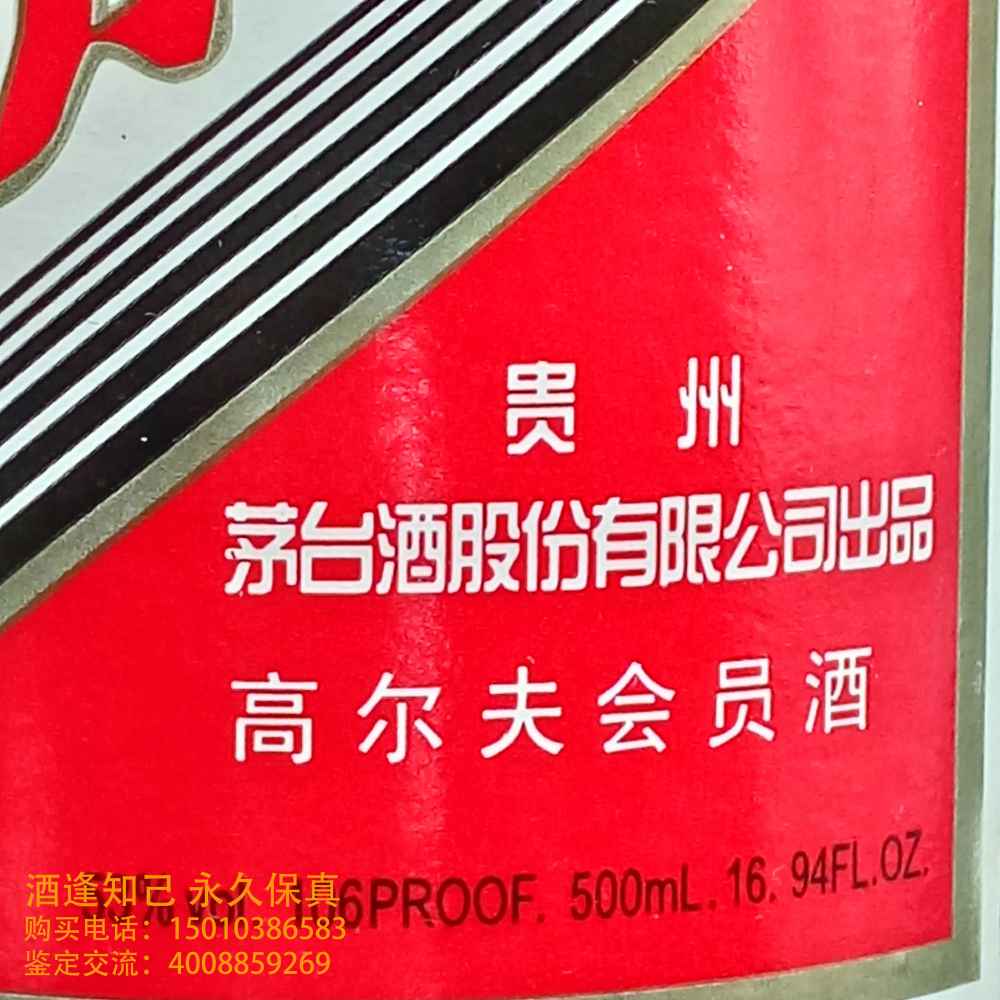 贵 州
茅台酒股份有限公司出品
高尔夫会员酒
106PROOF. 500mL. 16. 94FL.OZ.
酒逢知己 永久保真
购买电话：15010386583
鉴定交流：4008859269